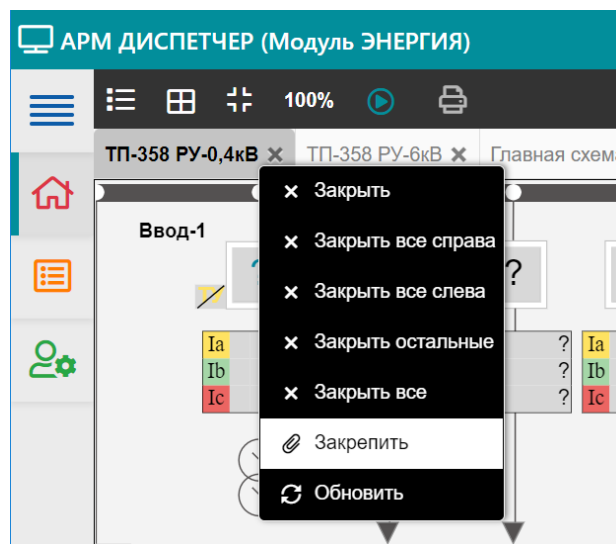 АРМ ДИСПЕТЧЕР (Модуль ЭНЕРГИЯ)
100%
ТП-358 РУ-0,4кВ ТП-358 РУ-6кВ Главная схем
Ввод-1
Закрыть
Закрыть все справа
Закрыть все слева
Закрыть остальные
Закрыть все
Закрепить
Обновить
?
Ia ? Ia
Ib ? Ib
Ic ? Ic